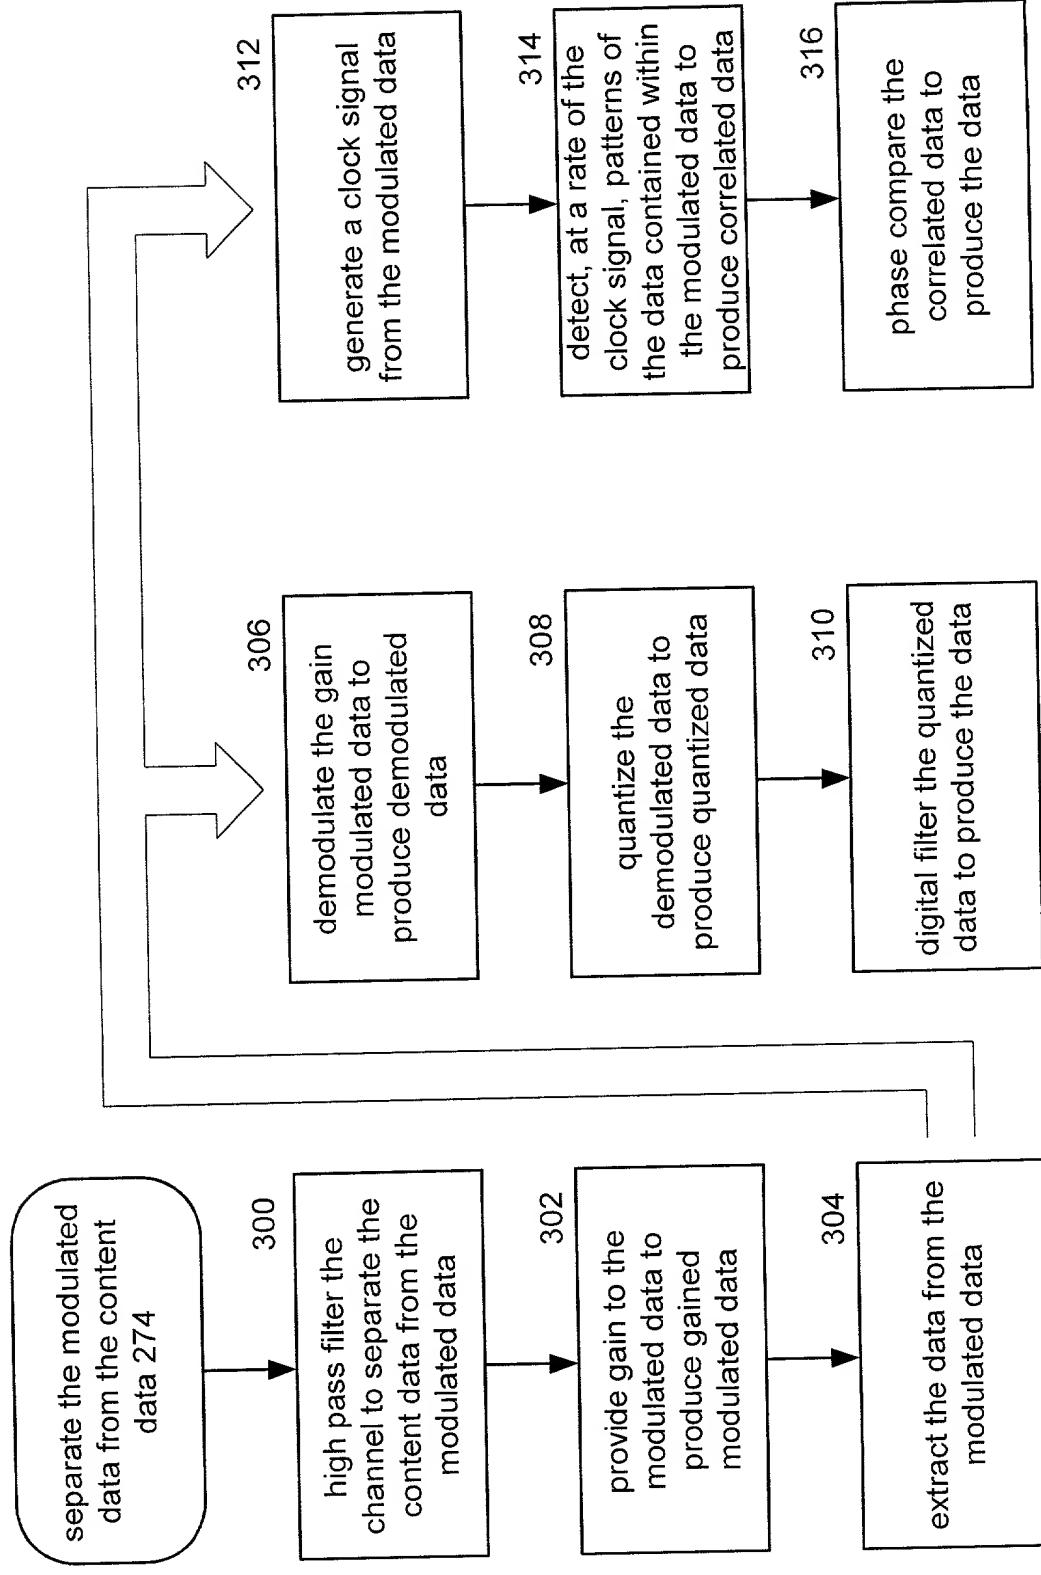 separate the modulated
data from the content
data 274
300
high pass filter the
channel to separate the
content data from the
modulated data
302
provide gain to the
modulated data to
produce gained
modulated data
304
extract the data from the
modulated data
306
demodulate the gain
modulated data to
produce demodulated
data
308
quantize the
demodulated data to
produce quantized data
310
digital filter the quantized
data to produce the data
312
generate a clock signal
from the modulated data
314
detect, at a rate of the
clock signal, patterns of
the data contained within
the modulated data to
produce correlated data
316
phase compare the
correlated data to
produce the data